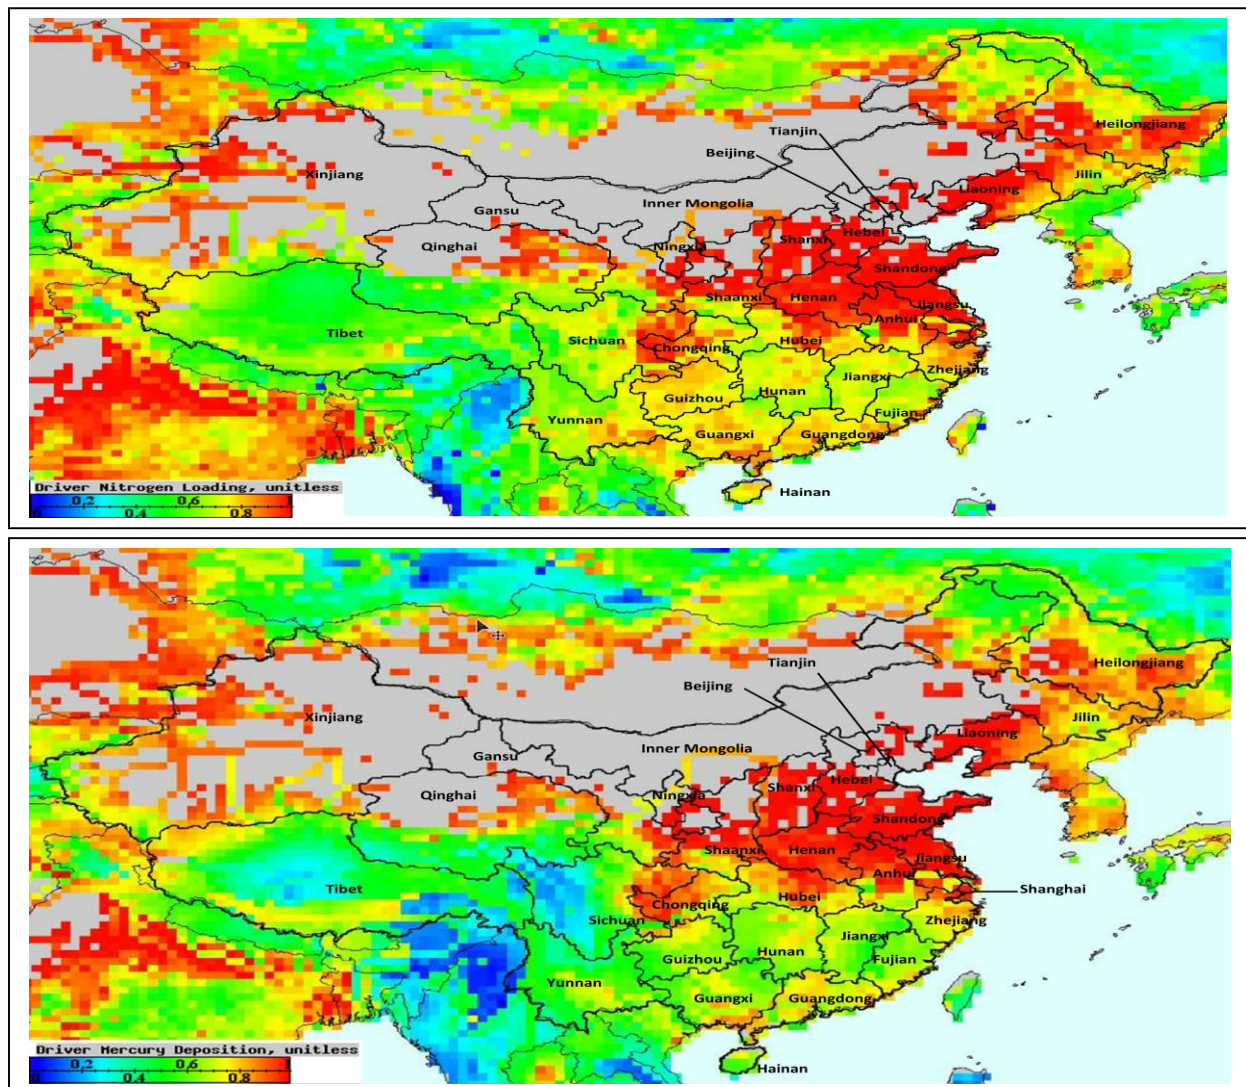 Tianjin
Heilongjiang
Beijing
Xinjiang
Jilin
Liaoning
Gansu
Inner Mongolia
Qinghai
Ningxia
Shanxi
Hebei
Shandong
Shaanxi
Henan
Jiangsu
Anhui
Tibet
Sichuan
Chongqing
Hubei
Zhejiang
Jiangxi
Hunan
Guizhou
Fujian
Yunnan
Guangxi
Guangdong
Hainan
Driver Nitrogen Loading, unitless
0,2 0,6 1
0 0,4 0,8
Tianjin
Heilongjiang
Beijing
Xinjiang
Jilin
Liaoning
Gansu
Inner Mongolia
Qinghai
Ningxia
Shanxi
Hebei
Shandong
Shaanxi
Henan
Jiangsu
Anhui
Tibet
Shanghai
Chongqing
Hubei
Sichuan
Zhejiang
Jiangxi
Hunan
Guizhou
Fujian
Yunnan
Guangxi
Guangdong
Driver Mercury Deposition, unitless
0,2 0,6 1
0 0,4 0,8
Hainan